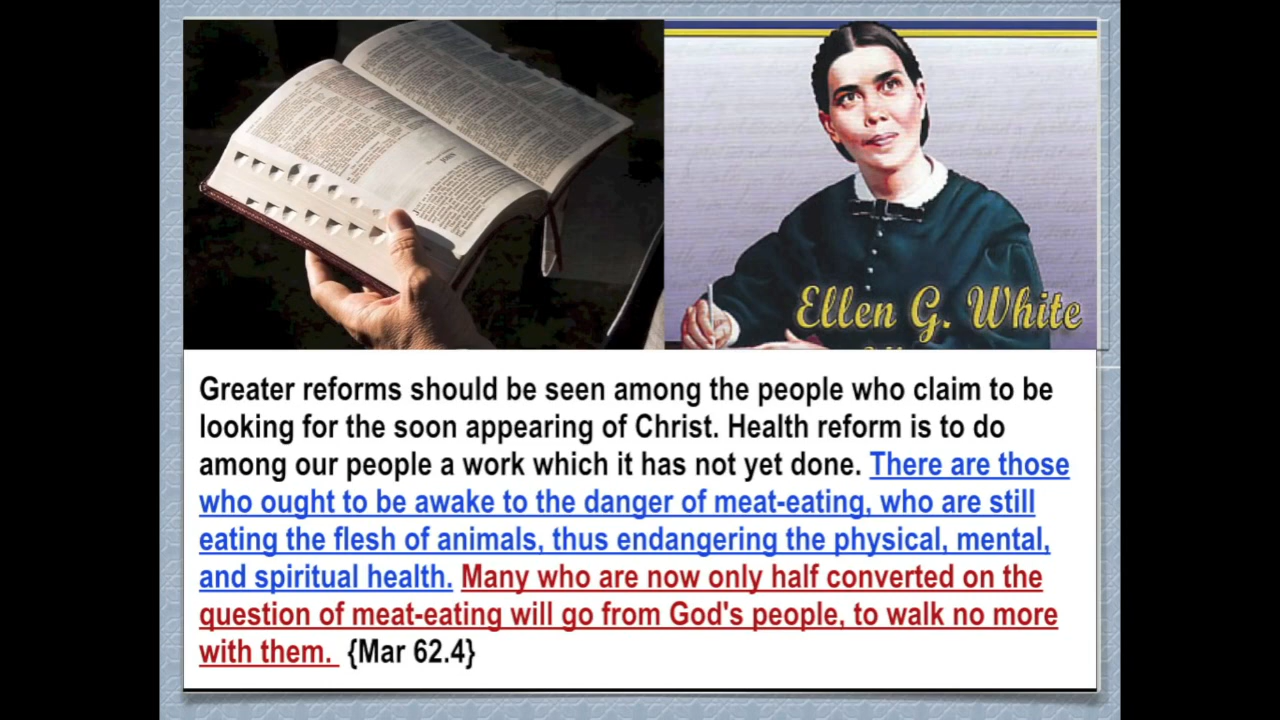 JOHN
Ellen G. White
Greater reforms should be seen among the people who claim to be
looking for the soon appearing of Christ. Health reform is to do
among our people a work which it has not yet done. There are those
who ought to be awake to the danger of meat-eating, who are still
eating the flesh of animals, thus endangering the physical, mental,
and spiritual health. Many who are now only half converted on the
question of meat-eating will go from God's people, to walk no more
with them. {Mar 62.4}